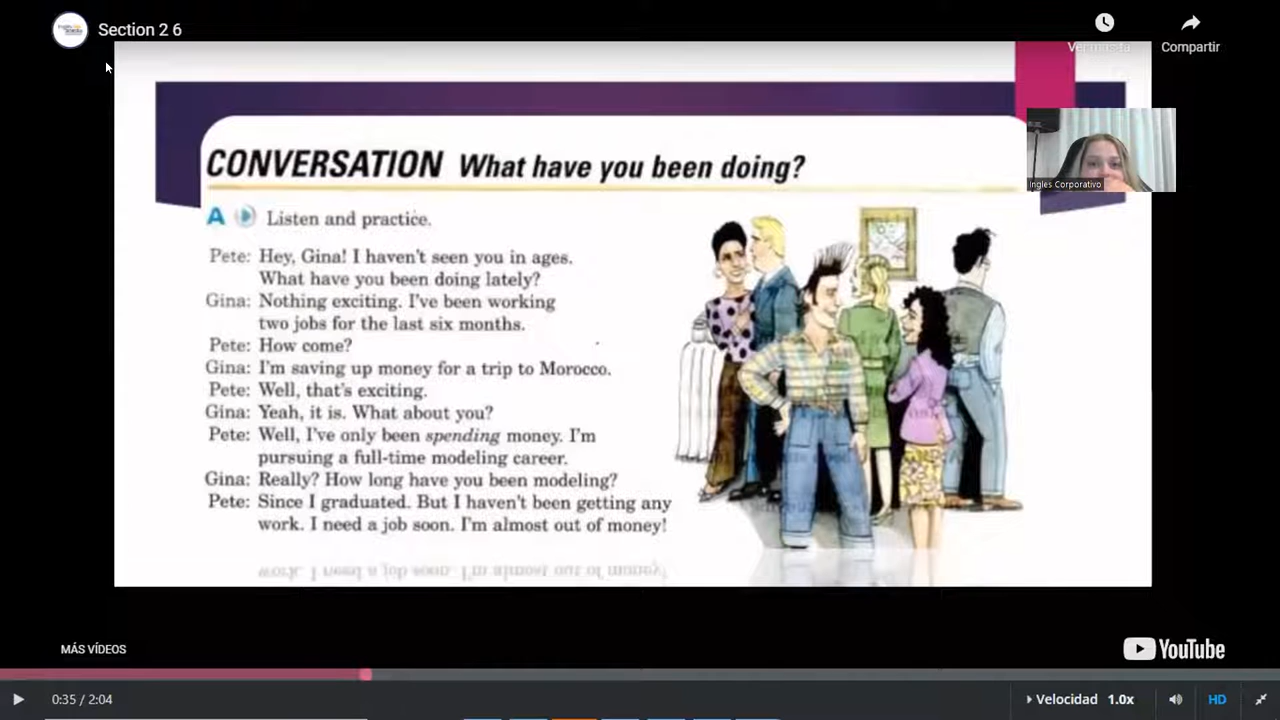 Section 2 6
Ver más ta
Compartir
CONVERSATION What have you been doing?
A Listen and practice.
Ingles Corporativo
Pete: Hey, Gina! I haven't seen you in ages.
What have you been doing lately?
Gina: Nothing exciting. I've been working
two jobs for the last six months.
Pete: How come?
Gina: I'm saving up money for a trip to Morocco.
Pete: Well, that's exciting.
Gina: Yeah, it is. What about you?
Pete: Well, I've only been spending money. I'm
pursuing a full-time modeling career.
Gina: Really? How long have you been modeling?
Pete: Since I graduated. But I haven't been getting any
work. I need a job soon. I'm almost out of money!
MÁS VÍDEOS
YouTube
0:35 / 2:04
Velocidad 1.0x
HD